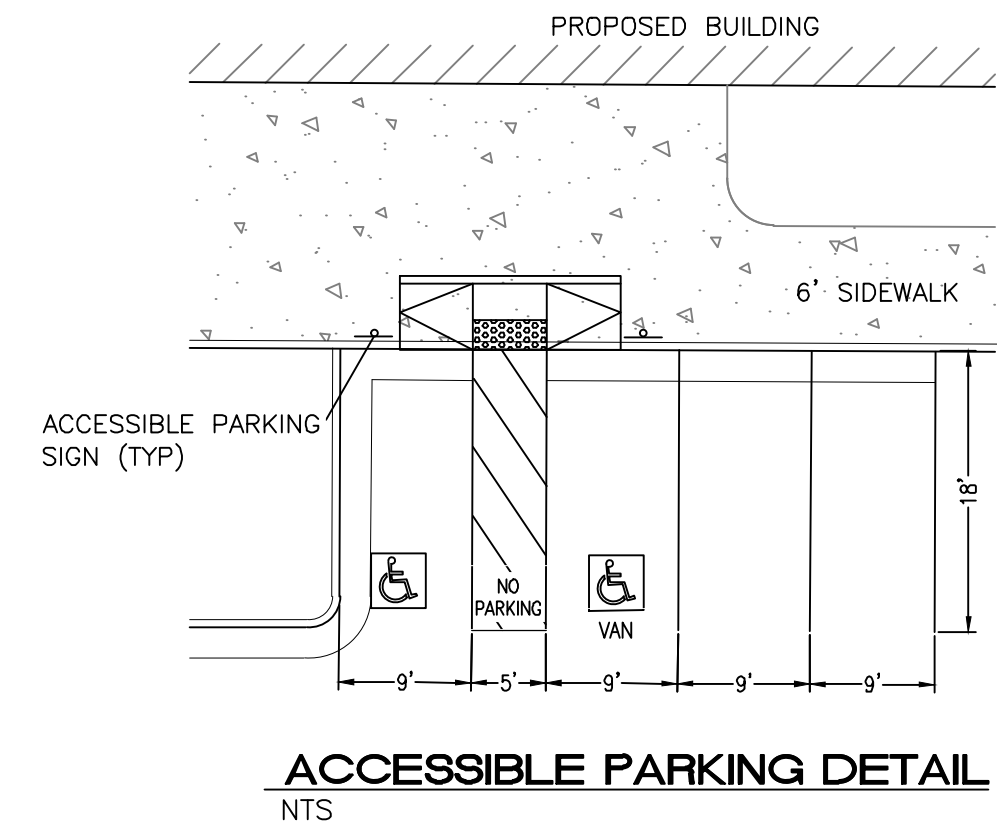 PROPOSED BUILDING
6' SIDEWALK
ACCESSIBLE PARKING
SIGN (TYP)
18'
NO
PARKING
VAN
9'
5'
9'
9'
9'
ACCESSIBLE PARKING DETAIL
NTS